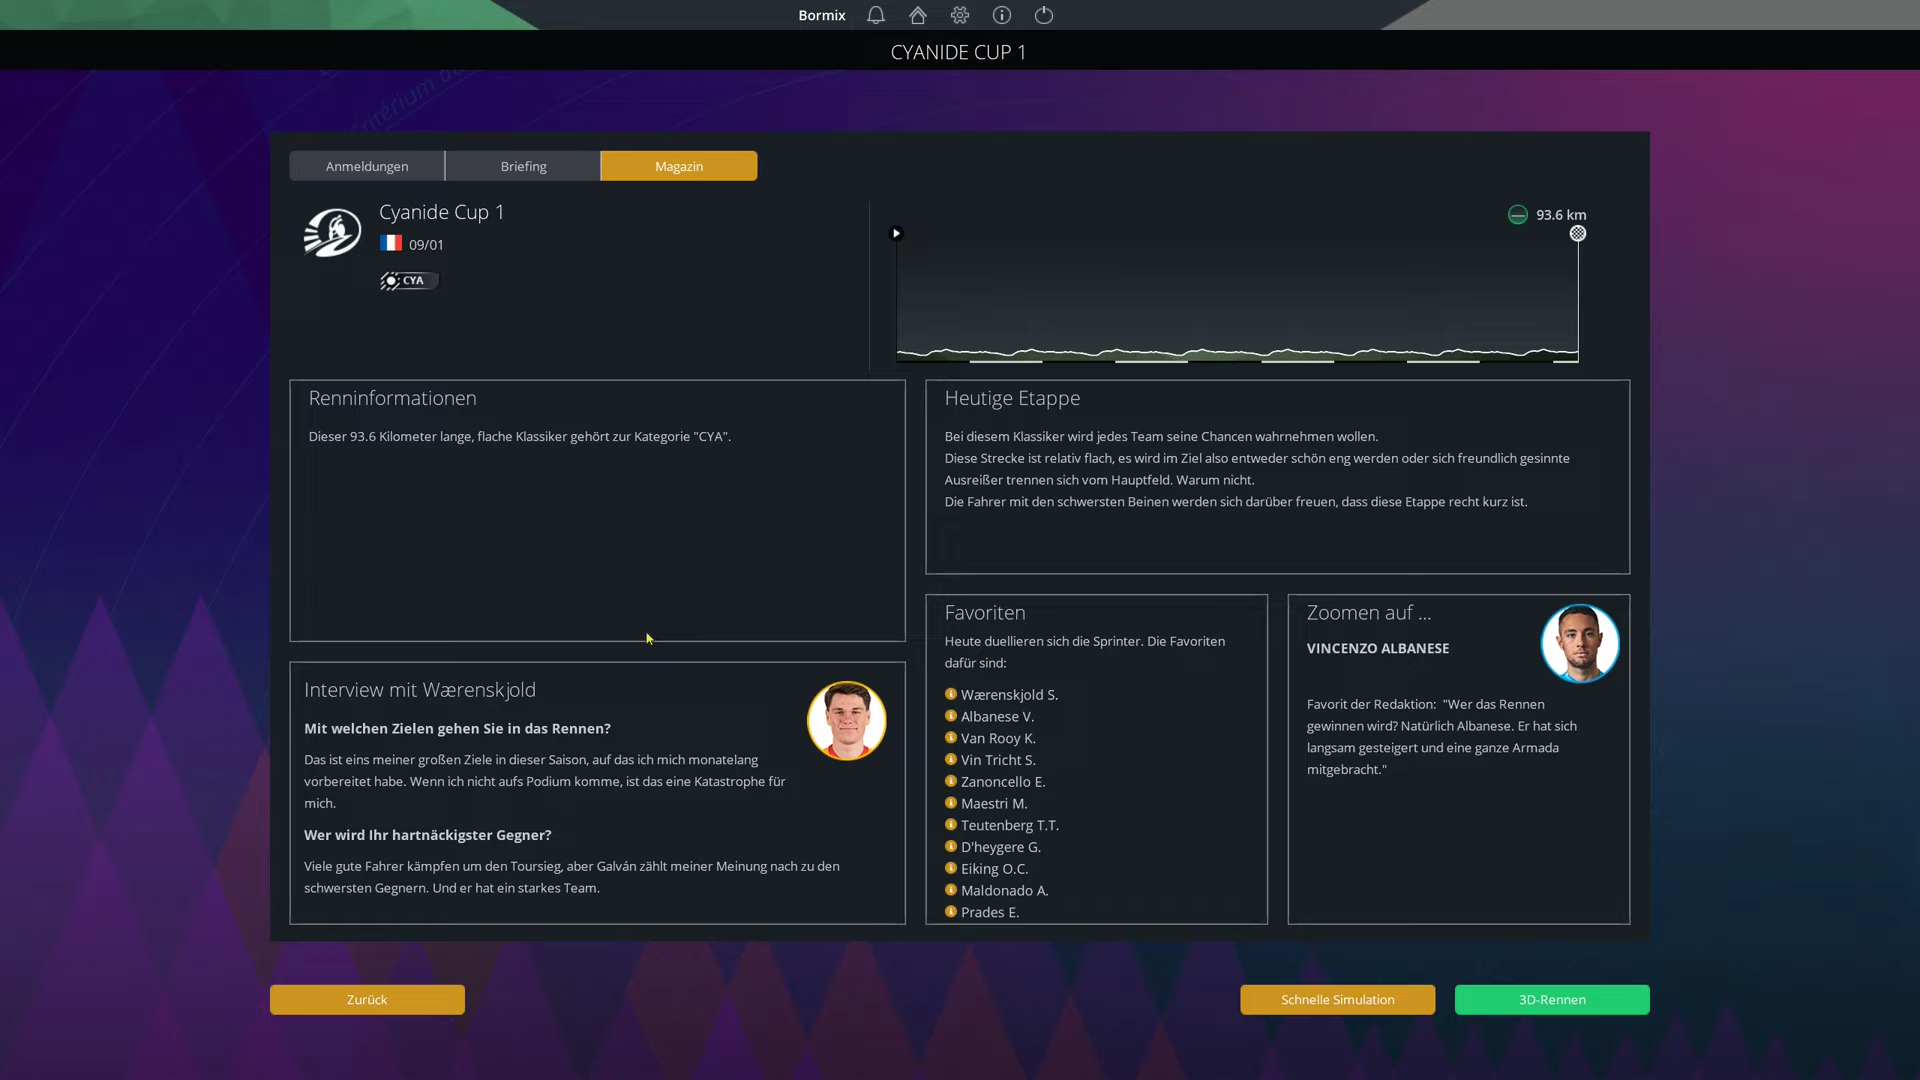 Bormix
CYANIDE CUP 1
Anmeldungen
Briefing
Magazin
Cyanide Cup 1
09/01
CYA
93.6 km
Renninformationen
Dieser 93.6 Kilometer lange, flache Klassiker gehört zur Kategorie "CYA".
Heutige Etappe
Bei diesem Klassiker wird jedes Team seine Chancen wahrnehmen wollen.
Diese Strecke ist relativ flach, es wird im Ziel also entweder schön eng werden oder sich freundlich gesinnte
Ausreißer trennen sich vom Hauptfeld. Warum nicht.
Die Fahrer mit den schwersten Beinen werden sich darüber freuen, dass diese Etappe recht kurz ist.
Interview mit Wærenskjold
Mit welchen Zielen gehen Sie in das Rennen?
Das ist eins meiner großen Ziele in dieser Saison, auf das ich mich monatelang
vorbereitet habe. Wenn ich nicht aufs Podium komme, ist das eine Katastrophe für
mich.
Wer wird Ihr hartnäckigster Gegner?
Viele gute Fahrer kämpfen um den Toursieg, aber Galván zählt meiner Meinung nach zu den
schwersten Gegnern. Und er hat ein starkes Team.
Favoriten
Heute duellieren sich die Sprinter. Die Favoriten
dafür sind:
Wærenskjold S.
Albanese V.
Van Rooy K.
Vin Tricht S.
Zanoncello E.
Maestri M.
Teutenberg T.T.
D'heygere G.
Eiking O.C.
Maldonado A.
Prades E.
Zoomen auf ...
VINCENZO ALBANESE
Favorit der Redaktion: "Wer das Rennen
gewinnen wird? Natürlich Albanese. Er hat sich
langsam gesteigert und eine ganze Armada
mitgebracht."
Zurück
Schnelle Simulation
3D-Rennen